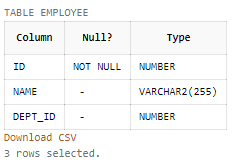 TABLE EMPLOYEE
Column Null? Type
ID NOT NULL NUMBER
NAME - VARCHAR2(255)
DEPT_ID - NUMBER
Download CSV
3 rows selected.